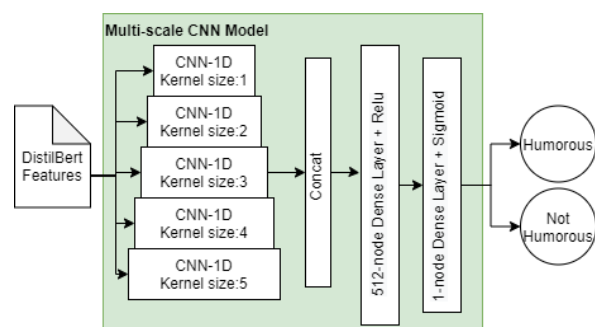 Multi-scale CNN Model
CNN-1D
Kernel size:1
CNN-1D
Kernel size:2
CNN-1D
Kernel size:3
CNN-1D
Kernel size:4
CNN-1D
Kernel size:5
DistilBert
Features
Concat
512-node Dense Layer + Relu
1-node Dense Layer + Sigmoid
Humorous
Not
Humorous